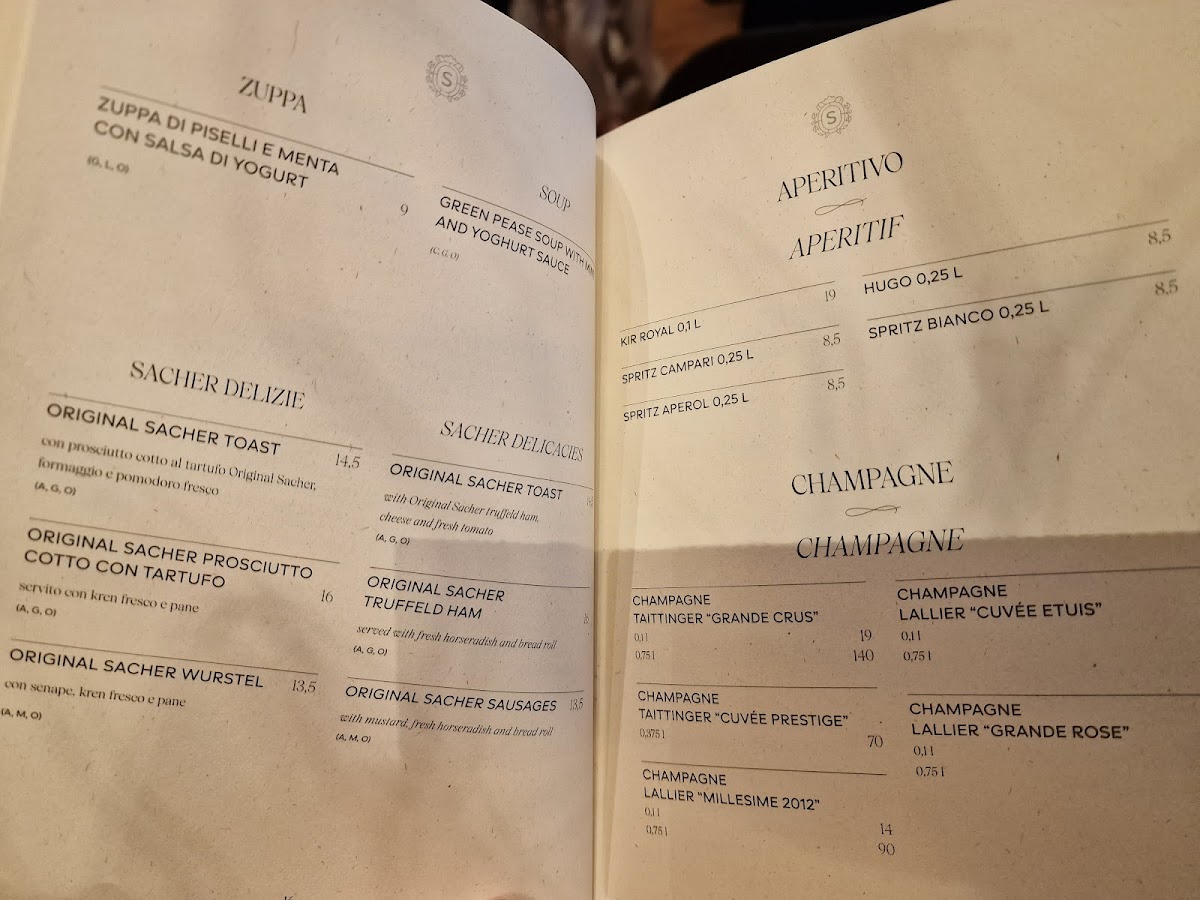 S
ZUPPA
ZUPPA DI PISELLI E MENTA
CON SALSA DI YOGURT
(G, L, O)
9
SOUP
GREEN PEASE SOUP WITH
AND YOGHURT SAUCE
(C, G, O)
SACHER DELIZIE
ORIGINAL SACHER TOAST
14,5
con prosciutto cotto al tartufo Original Sacher,
formaggio e pomodoro fresco
(A, G, O)
ORIGINAL SACHER PROSCIUTTO
COTTO CON TARTUFO
16
servito con kren fresco e pane
(A, G, O)
ORIGINAL SACHER WURSTEL
13,5
con senape, kren fresco e pane
(A, M, O)
SACHER DELICACIES
ORIGINAL SACHER TOAST
with Original Sacher truffeld ham,
cheese and fresh tomato
(A, G, O)
ORIGINAL SACHER
TRUFFELD HAM
served with fresh horseradish and bread roll
(A, G, O)
ORIGINAL SACHER SAUSAGES
13,5
with mustard, fresh horseradish and bread roll
(A, M, O)
S
APERITIVO
APERITIF
KIR ROYAL 0,1 L
19
SPRITZ CAMPARI 0,25 L
8,5
SPRITZ APEROL 0,25 L
8,5
HUGO 0,25 L
8,5
SPRITZ BIANCO 0,25 L
8,5
CHAMPAGNE
CHAMPAGNE
CHAMPAGNE
TAITTINGER "GRANDE CRUS"
0,1 l 19
0,75 l 140
CHAMPAGNE
TAITTINGER "CUVÉE PRESTIGE"
0,375 l 70
CHAMPAGNE
LALLIER "MILLESIME 2012"
0,1 l 14
0,75 l 90
CHAMPAGNE
LALLIER "CUVÉE ETUIS"
0,1 l
0,75 l
CHAMPAGNE
LALLIER "GRANDE ROSE"
0,1 l
0,75 l